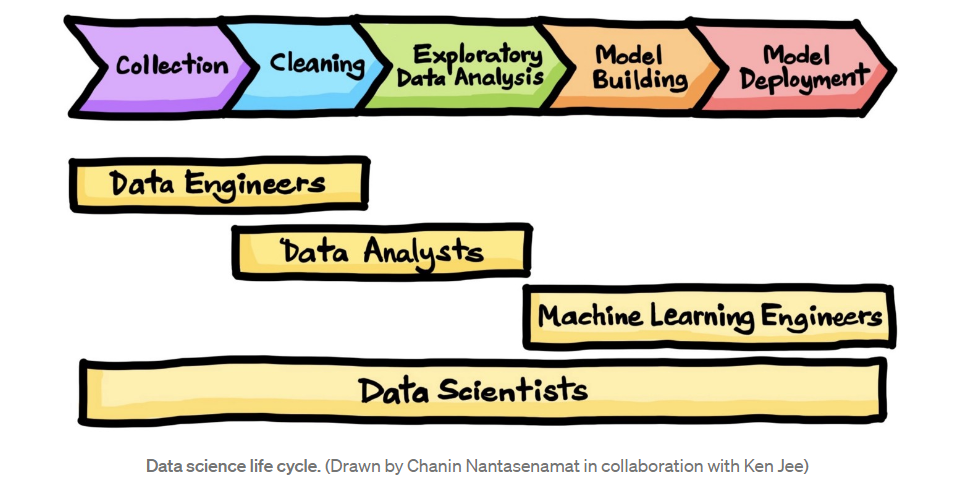 Collection
Cleaning
Exploratory
Data Analysis
Model
Building
Model
Deployment
Data Engineers
Data Analysts
Machine Learning Engineers
Data Scientists
Data science life cycle. (Drawn by Chanin Nantasenamat in collaboration with Ken Jee)